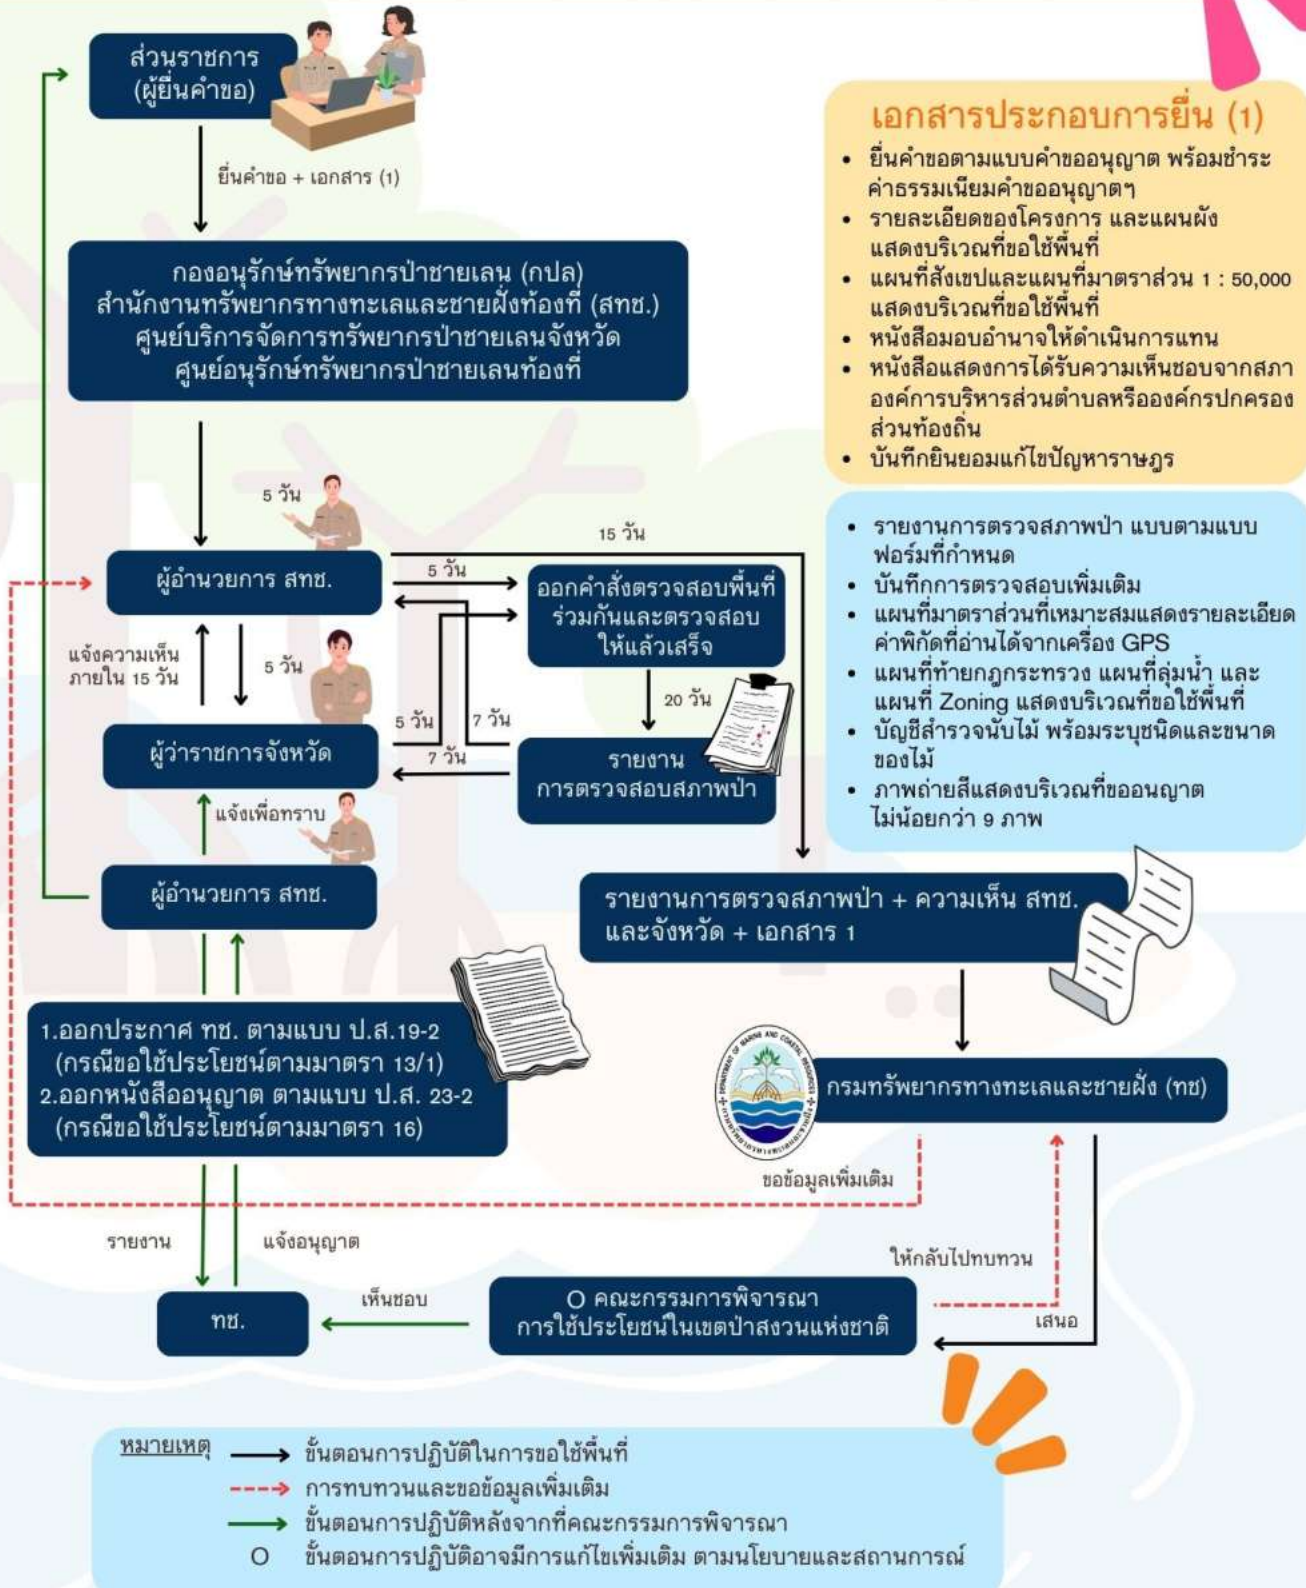 ส่วนราชการ
(ผู้ยื่นคำขอ)
ยื่นคำขอ + เอกสาร (1)
กองอนุรักษ์ทรัพยากรป่าชายเลน (กปล)
สำนักงานทรัพยากรทางทะเลและชายฝั่งท้องที่ (สทช.)
ศูนย์บริการจัดการทรัพยากรป่าชายเลนจังหวัด
ศูนย์อนุรักษ์ทรัพยากรป่าชายเลนท้องที่
เอกสารประกอบการยื่น (1)
• ยื่นคำขอตามแบบคำขออนุญาต พร้อมชำระ
ค่าธรรมเนียมคำขออนุญาตฯ
• รายละเอียดของโครงการ และแผนผัง
แสดงบริเวณที่ขอใช้พื้นที่
• แผนที่สังเขปและแผนที่มาตราส่วน 1 : 50,000
แสดงบริเวณที่ขอใช้พื้นที่
• หนังสือมอบอำนาจให้ดำเนินการแทน
• หนังสือแสดงการได้รับความเห็นชอบจากสภา
องค์การบริหารส่วนตำบลหรือองค์กรปกครอง
ส่วนท้องถิ่น
• บันทึกยินยอมแก้ไขปัญหาราษฎร
• รายงานการตรวจสภาพป่า แบบตามแบบ
ฟอร์มที่กำหนด
• บันทึกการตรวจสอบเพิ่มเติม
• แผนที่มาตราส่วนที่เหมาะสมแสดงรายละเอียด
ค่าพิกัดที่อ่านได้จากเครื่อง GPS
• แผนที่ท้ายกฎกระทรวง แผนที่ลุ่มน้ำ และ
แผนที่ Zoning แสดงบริเวณที่ขอใช้พื้นที่
• บัญชีสำรวจนับไม้ พร้อมระบุชนิดและขนาด
ของไม้
• ภาพถ่ายสีแสดงบริเวณที่ขออนญาต
ไม่น้อยกว่า 9 ภาพ
5 วัน
15 วัน
ผู้อำนวยการ สทช.
5 วัน
ออกคำสั่งตรวจสอบพื้นที่
ร่วมกันและตรวจสอบ
ให้แล้วเสร็จ
แจ้งความเห็น
ภายใน 15 วัน
5 วัน
20 วัน
5 วัน
7 วัน
7 วัน
ผู้ว่าราชการจังหวัด
รายงาน
การตรวจสอบสภาพป่า
แจ้งเพื่อทราบ
ผู้อำนวยการ สทช.
รายงานการตรวจสภาพป่า + ความเห็น สทช.
และจังหวัด + เอกสาร 1
1.ออกประกาศ ทช. ตามแบบ ป.ส.19-2
(กรณีขอใช้ประโยชน์ตามมาตรา 13/1)
2.ออกหนังสืออนุญาต ตามแบบ ป.ส. 23-2
(กรณีขอใช้ประโยชน์ตามมาตรา 16)
DEPARTMENT OF MARINE AND COASTAL RESOURCES
กรมทรัพยากรทางทะเลและชายฝั่ง
กรมทรัพยากรทางทะเลและชายฝั่ง (ทช)
ขอข้อมูลเพิ่มเติม
รายงาน
แจ้งอนุญาต
ให้กลับไปทบทวน
ทช.
เห็นชอบ
O คณะกรรมการพิจารณา
การใช้ประโยชน์ในเขตป่าสงวนแห่งชาติ
เสนอ
หมายเหตุ
ขั้นตอนการปฏิบัติในการขอใช้พื้นที่
การทบทวนและขอข้อมูลเพิ่มเติม
ขั้นตอนการปฏิบัติหลังจากที่คณะกรรมการพิจารณา
O ขั้นตอนการปฏิบัติอาจมีการแก้ไขเพิ่มเติม ตามนโยบายและสถานการณ์